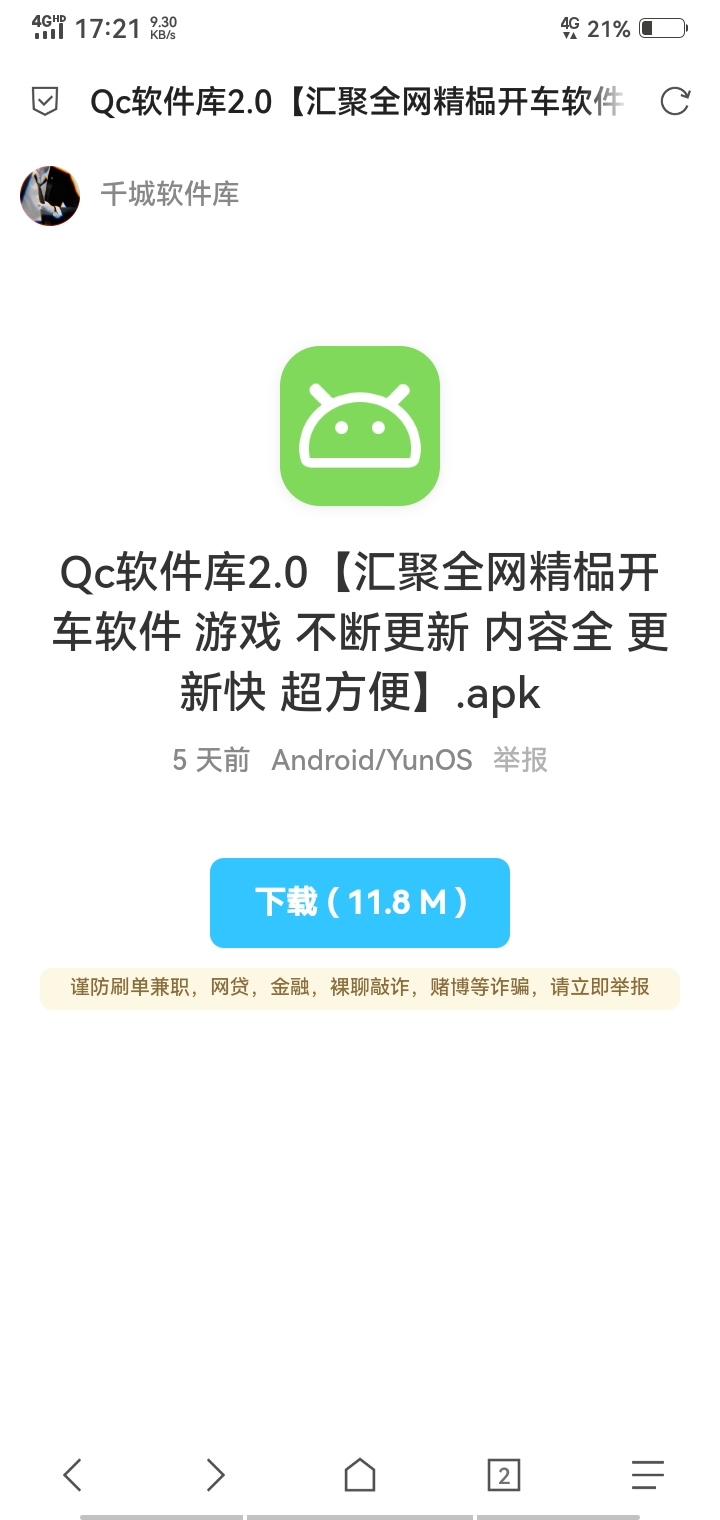 4GHD 17:21 9.30 KB/s 4G 21%
Qc软件库2.0【汇聚全网精榀开车软件
千城软件库
Qc软件库2.0【汇聚全网精榀开
车软件 游戏 不断更新 内容全 更
新快 超方便】.apk
5 天前 Android/YunOS 举报
下载 ( 11.8 M )
谨防刷单兼职，网贷，金融，裸聊敲诈，赌博等诈骗，请立即举报
2